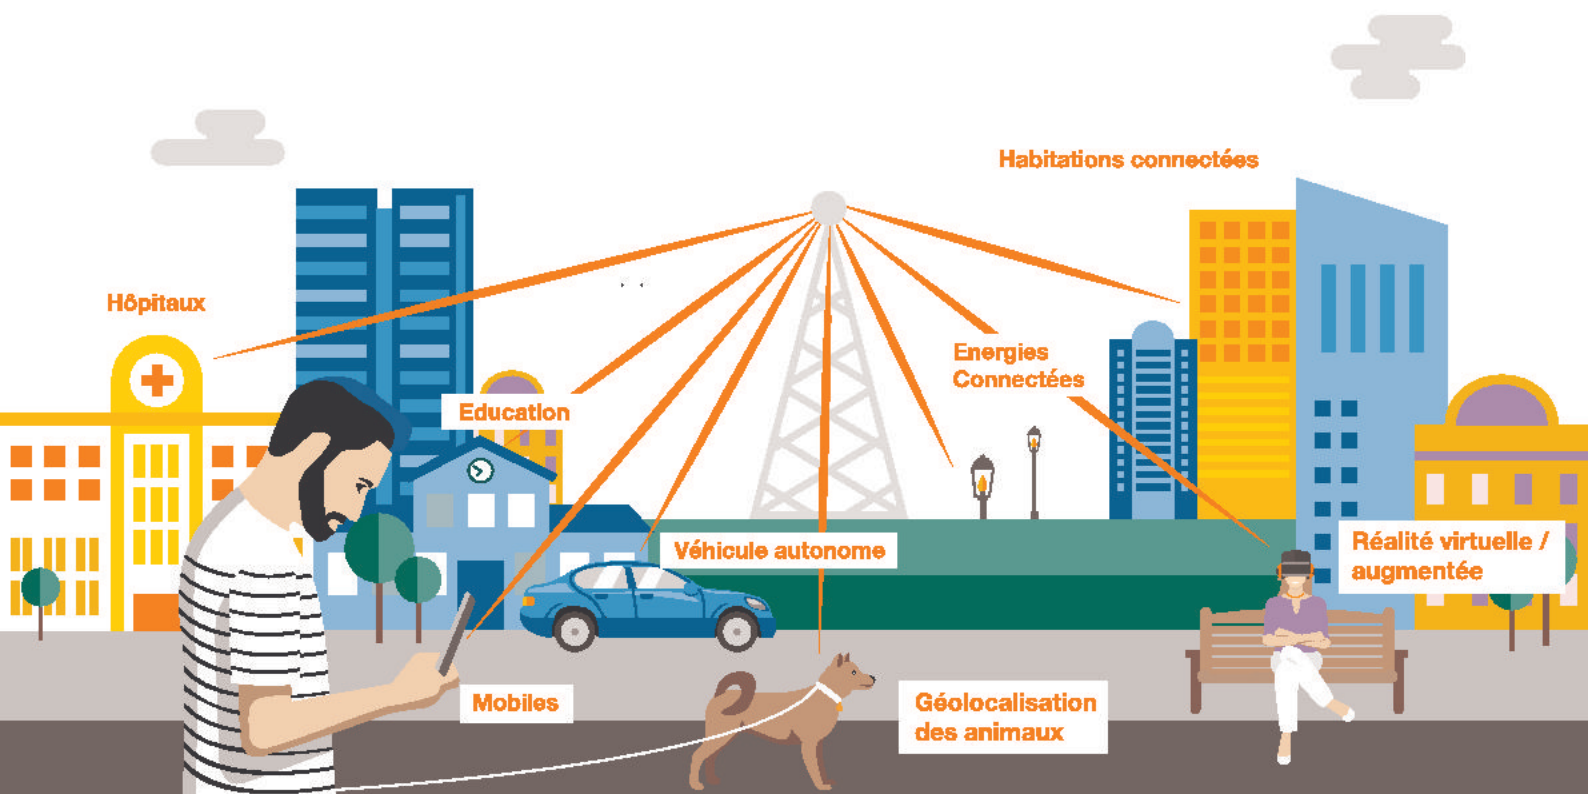 Habitations connectées
Hôpitaux
Energies
Connectées
Education
Véhicule autonome
Réalité virtuelle /
augmentée
Mobiles
Géolocalisation
des animaux